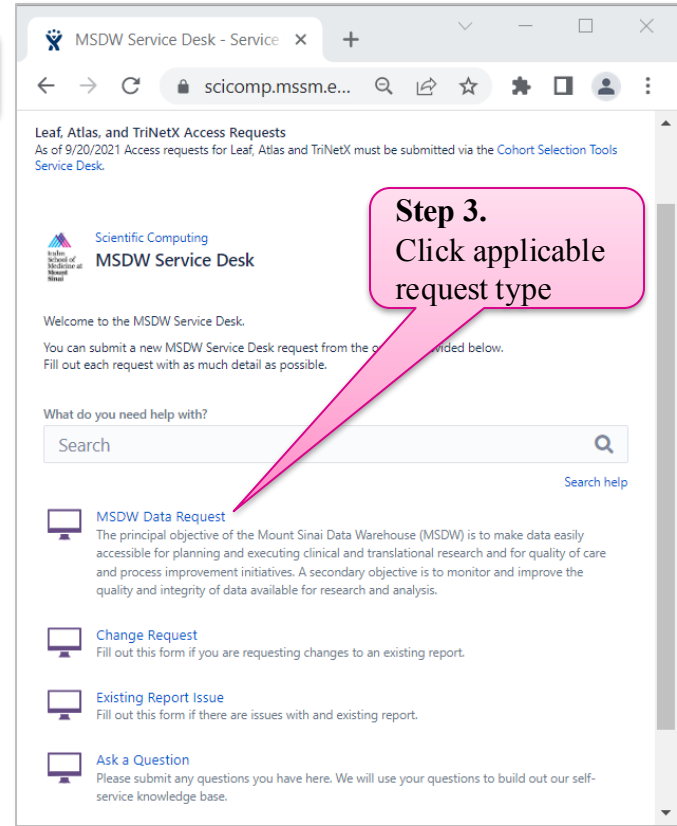 MSDW Service Desk - Service
scicomp.mssm.e...
Leaf, Atlas, and TriNetX Access Requests
As of 9/20/2021 Access requests for Leaf, Atlas and TriNetX must be submitted via the Cohort Selection Tools
Service Desk.
Step 3.
Click applicable
request type
Icahn
School of
Medicine at
Mount
Sinai
Scientific Computing
MSDW Service Desk
Welcome to the MSDW Service Desk.
You can submit a new MSDW Service Desk request from the o vided below.
Fill out each request with as much detail as possible.
What do you need help with?
Search
Search help
MSDW Data Request
The principal objective of the Mount Sinai Data Warehouse (MSDW) is to make data easily
accessible for planning and executing clinical and translational research and for quality of care
and process improvement initiatives. A secondary objective is to monitor and improve the
quality and integrity of data available for research and analysis.
Change Request
Fill out this form if you are requesting changes to an existing report.
Existing Report Issue
Fill out this form if there are issues with and existing report.
Ask a Question
Please submit any questions you have here. We will use your questions to build out our self-
service knowledge base.